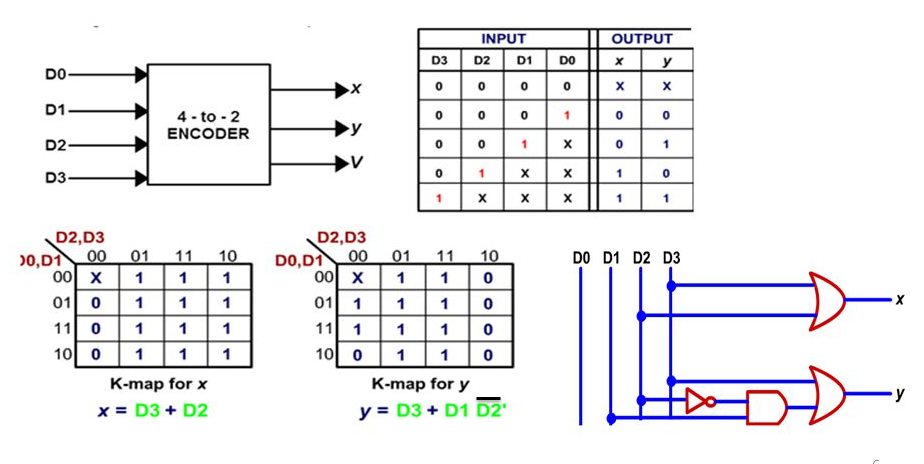 D0
D1
D2
D3
4 - to - 2
ENCODER
x
y
V
INPUT OUTPUT
D3 D2 D1 D0 x y
0 0 0 0 X X
0 0 0 1 0 0
0 0 1 X 0 1
0 1 X X 1 0
1 X X X 1 1
D2,D3
D0,D1 00 01 11 10
00 X 1 1 1
01 0 1 1 1
11 0 1 1 1
10 0 1 1 1
K-map for x
x = D3 + D2
D2,D3
D0,D1 00 01 11 10
00 X 1 1 0
01 1 1 1 0
11 1 1 1 0
10 0 1 1 0
K-map for y
y = D3 + D1 D2'
D0 D1 D2 D3
x
y